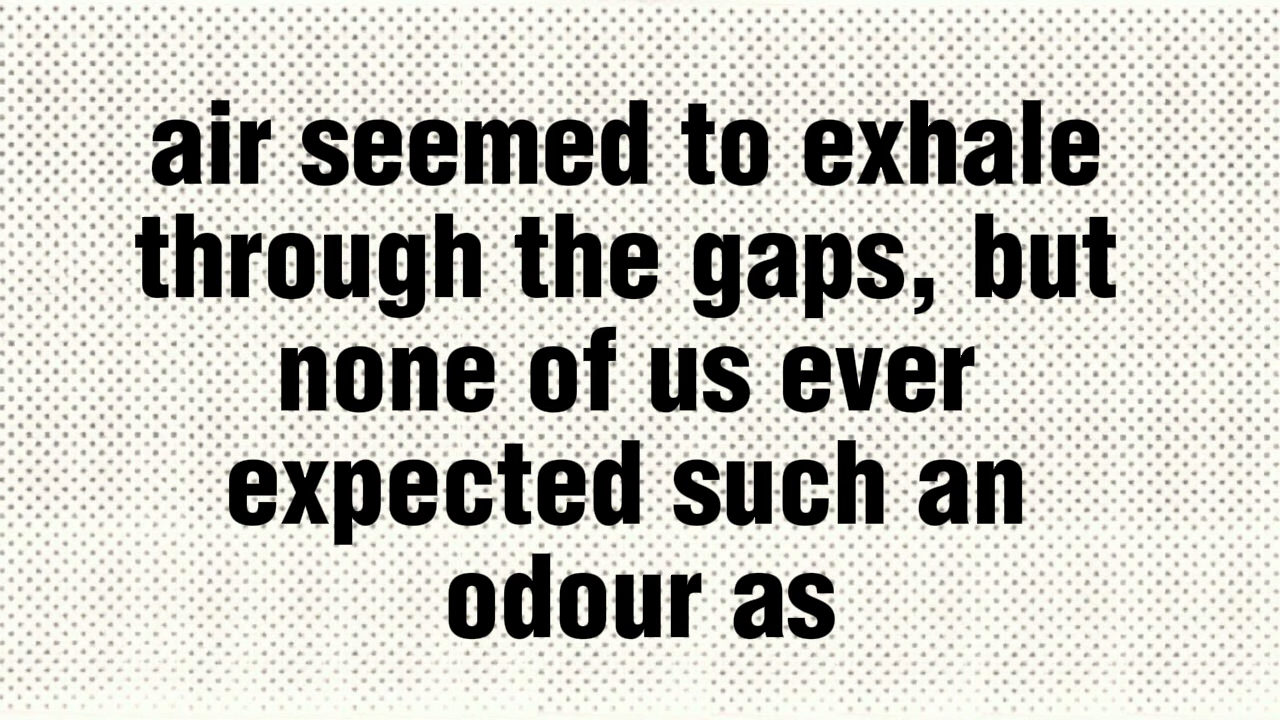 air seemed to exhale
through the gaps, but
none of us ever
expected such an
odour as